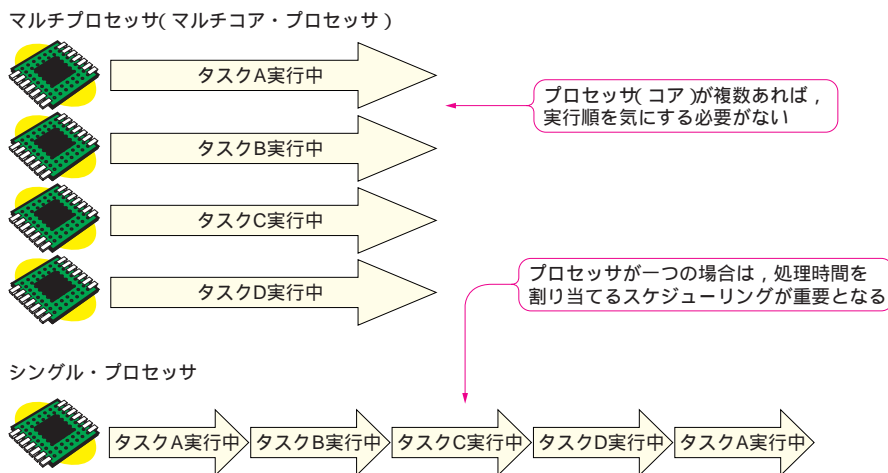 マルチプロセッサ(マルチコア・プロセッサ)
タスクA実行中
プロセッサ(コア)が複数あれば,
実行順を気にする必要がない
タスクB実行中
タスクC実行中
タスクD実行中
プロセッサが一つの場合は,処理時間を
割り当てるスケジューリングが重要となる
シングル・プロセッサ
タスクA実行中 タスクB実行中 タスクC実行中 タスクD実行中 タスクA実行中